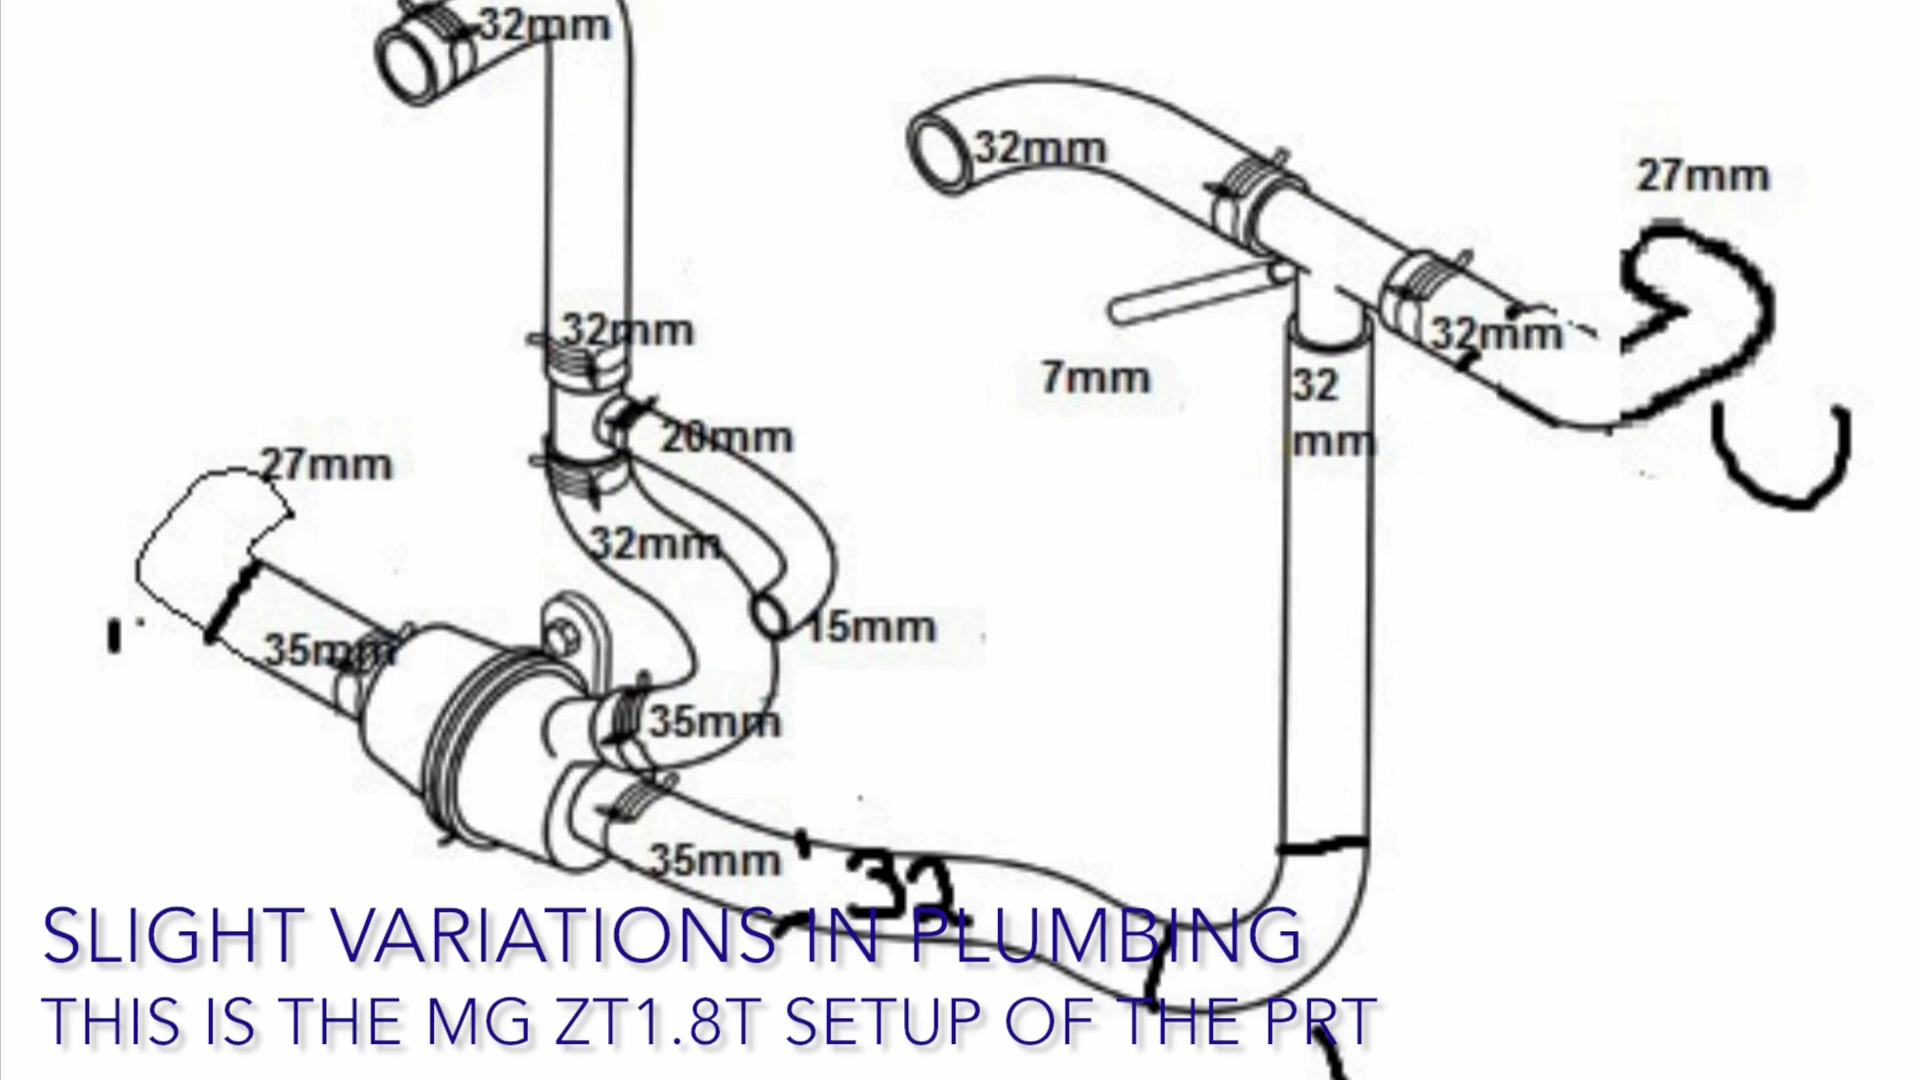 32mm
32mm
27mm
32mm
32mm
7mm
32
mm
20mm
27mm
32mm
15mm
35mm
35mm
35mm
32
SLIGHT VARIATIONS IN PLUMBING
THIS IS THE MG ZT1.8T SETUP OF THE PRT